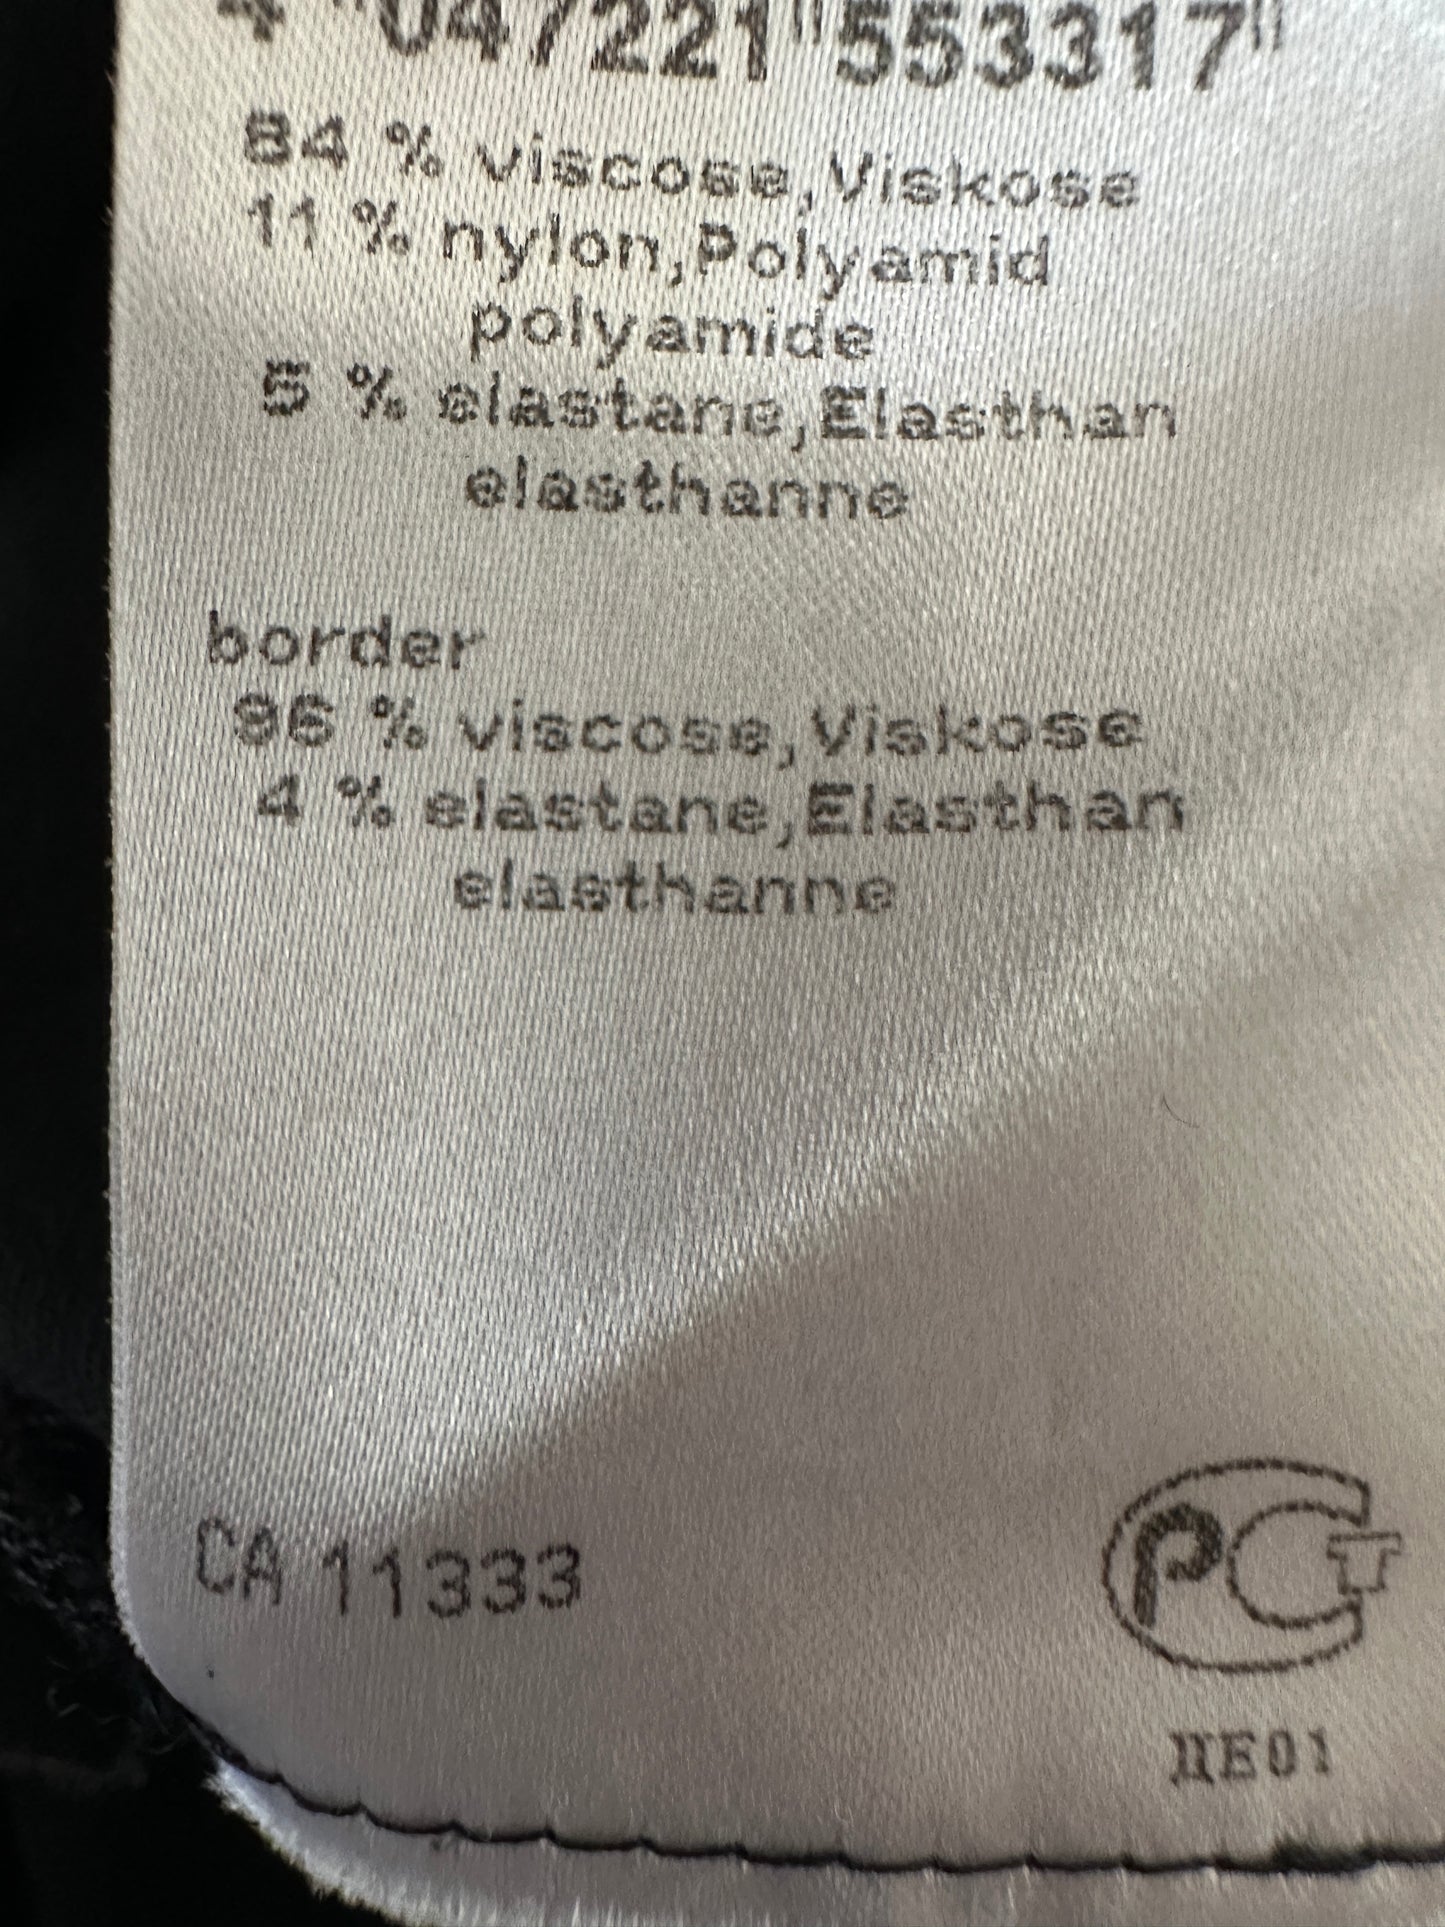 4 "047221"553317"
84 % viscose,Viskose
11 % nylon,Polyamid
polyamide
5 % elastane,Elasthan
elasthanne
border
96 % viscose,Viskose
4 % elastane,Elasthan
elasthanne
CA 11333
PCT
ПЕ01